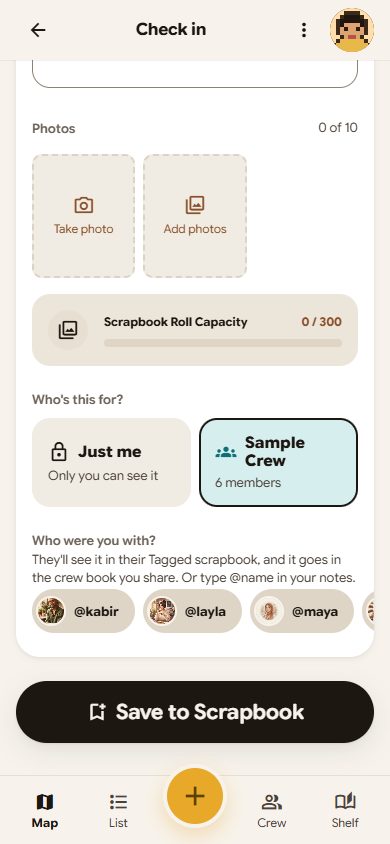 Check in
Photos
0 of 10
Take photo
Add photos
Scrapbook Roll Capacity
0 / 300
Who's this for?
Just me
Only you can see it
Sample
Crew
6 members
Who were you with?
They'll see it in their Tagged scrapbook, and it goes in
the crew book you share. Or type @name in your notes.
@kabir
@layla
@maya
Save to Scrapbook
Map
List
Crew
Shelf